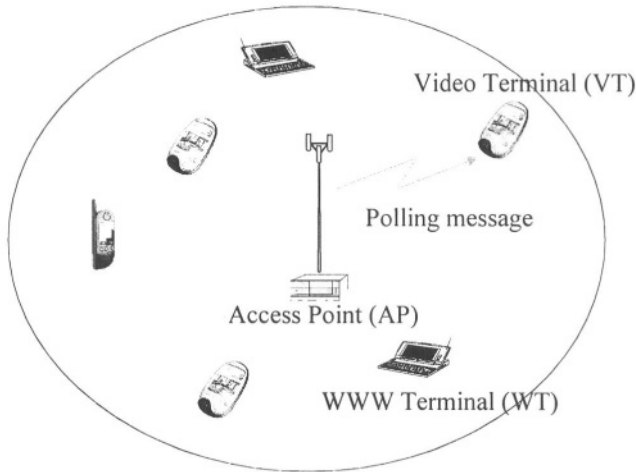 Video Terminal (VT)
Polling message
Access Point (AP)
WWW Terminal (WT)